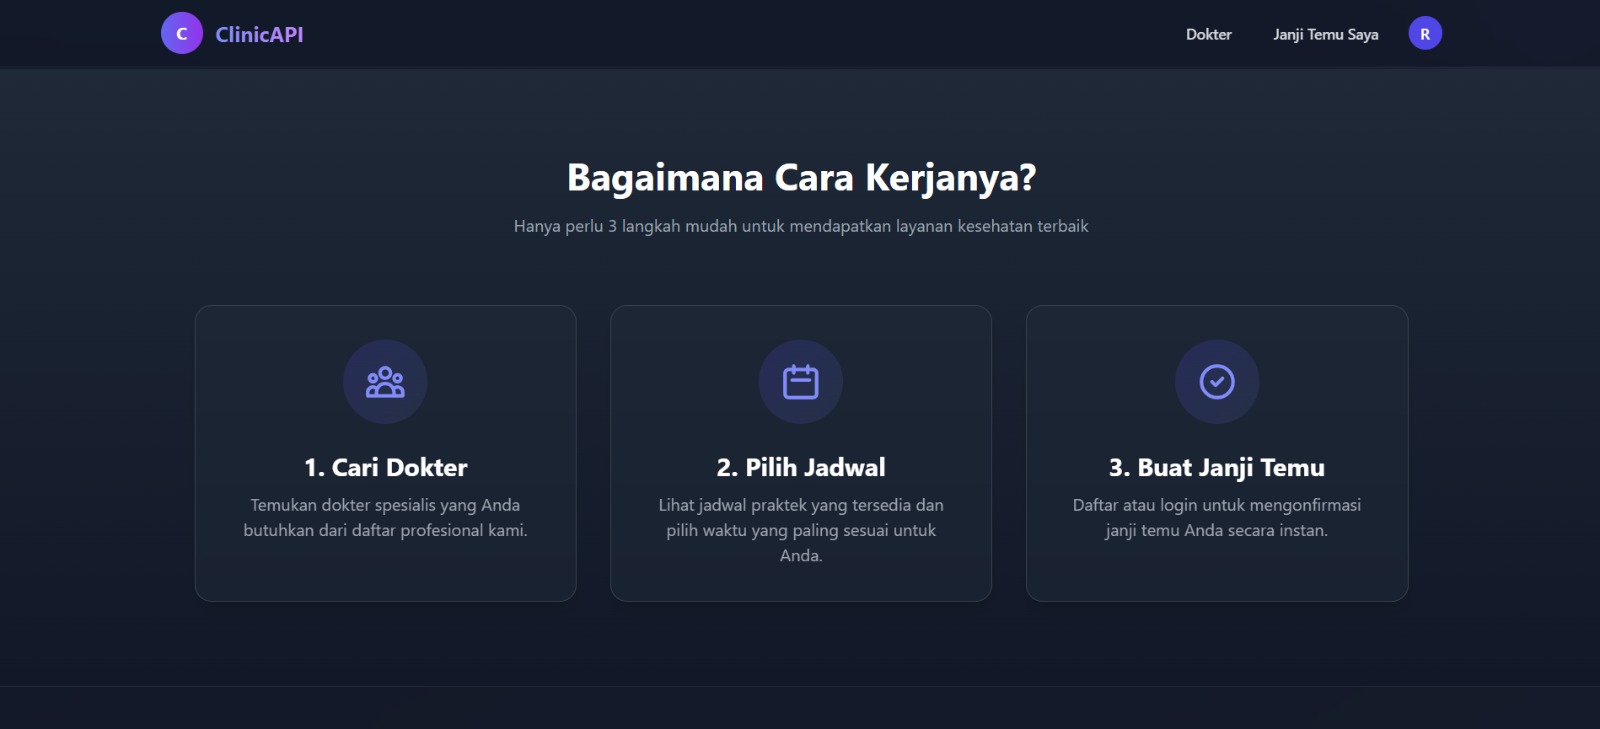 C ClinicAPI
Dokter
Janji Temu Saya
R
Bagaimana Cara Kerjanya?
Hanya perlu 3 langkah mudah untuk mendapatkan layanan kesehatan terbaik
1. Cari Dokter
Temukan dokter spesialis yang Anda
butuhkan dari daftar profesional kami.
2. Pilih Jadwal
Lihat jadwal praktek yang tersedia dan
pilih waktu yang paling sesuai untuk
Anda.
3. Buat Janji Temu
Daftar atau login untuk mengonfirmasi
janji temu Anda secara instan.